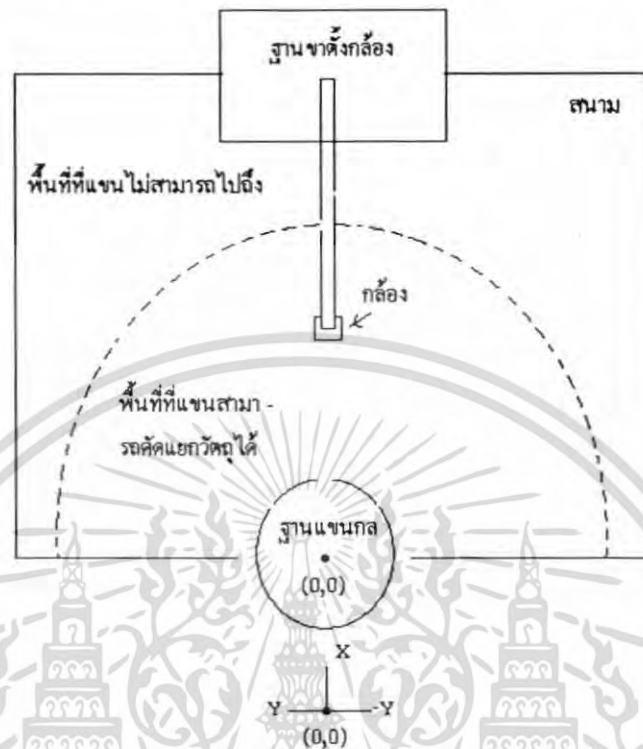 ฐานขาตั้งกล้อง
สนาม
พื้นที่ที่แขนไม่สามารถไปถึง
กล้อง
พื้นที่ที่แขนสามา -
รถคัดแยกวัตถุได้
ฐานแขนกล
(0,0)
X
Y
-Y
(0,0)